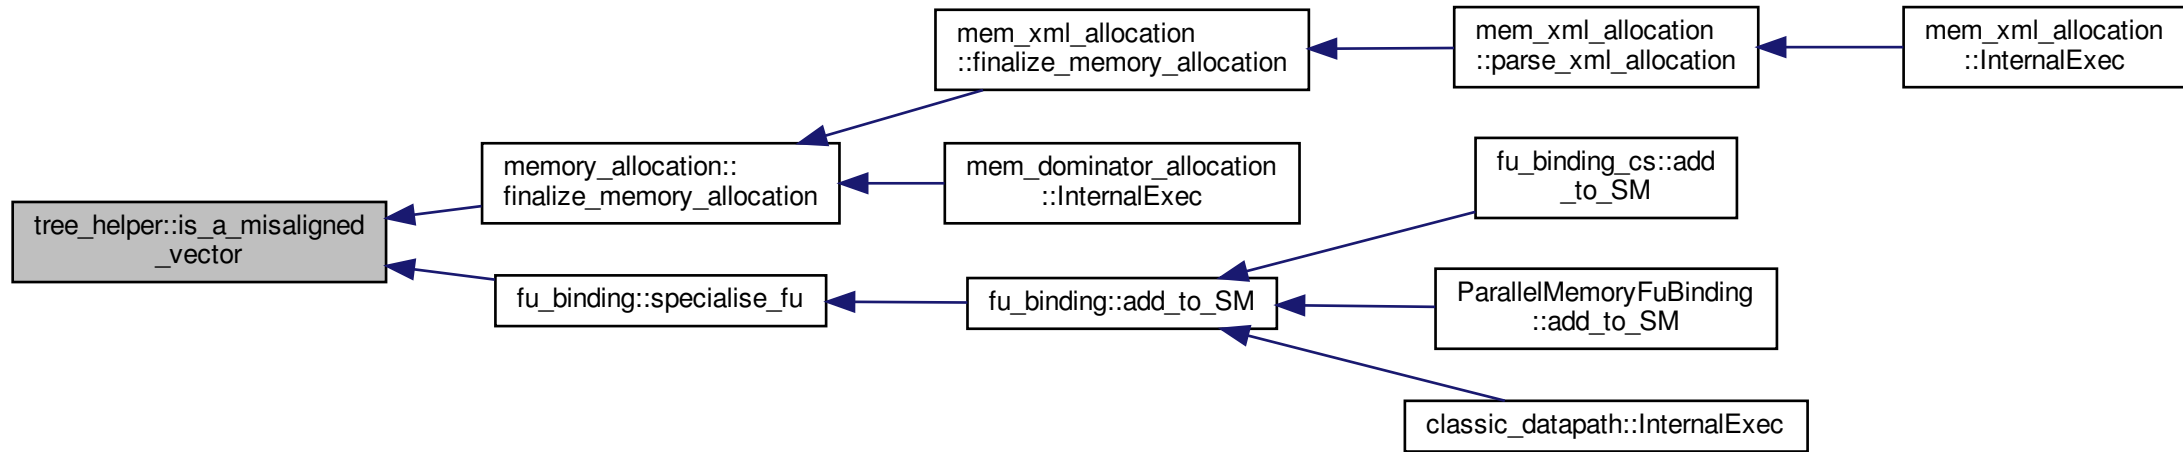 tree_helper::is_a_misaligned
_vector
memory_allocation::
finalize_memory_allocation
mem_xml_allocation
::finalize_memory_allocation
mem_xml_allocation
::parse_xml_allocation
mem_xml_allocation
::InternalExec
mem_dominator_allocation
::InternalExec
fu_binding::specialise_fu
fu_binding::add_to_SM
fu_binding_cs::add
_to_SM
ParallelMemoryFuBinding
::add_to_SM
classic_datapath::InternalExec